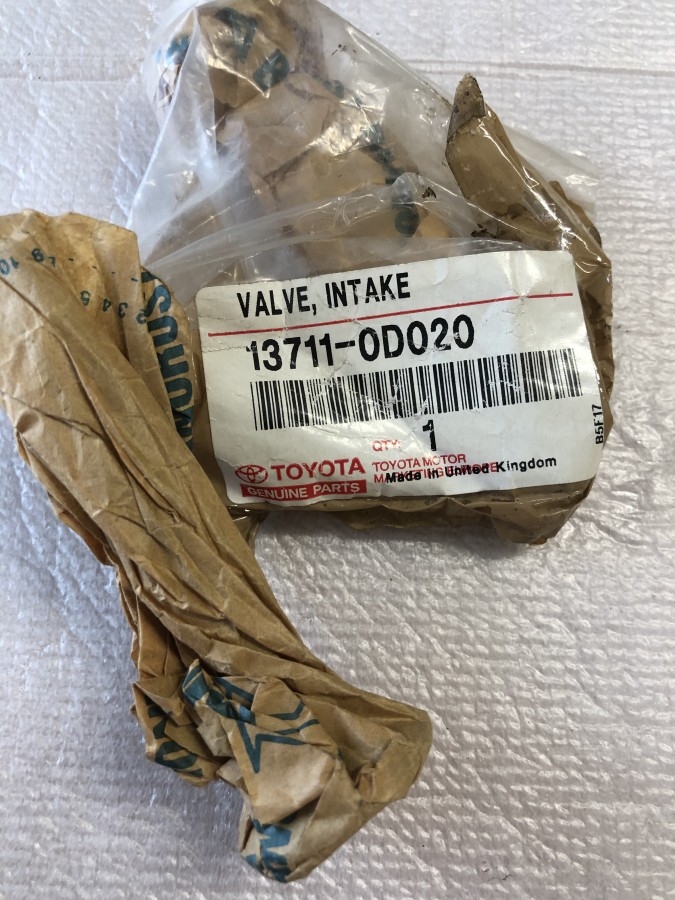 VALVE, INTAKE
13711-0D020
QTY. 1
TOYOTA
GENUINE PARTS
TOYOTA MOTOR
Made in United Kingdom
B5F17